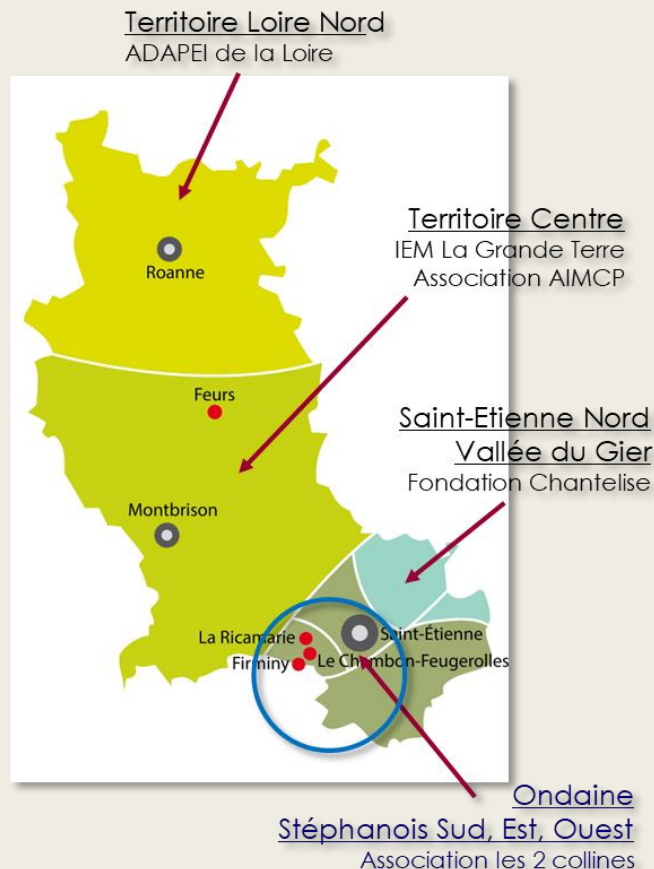 Territoire Loire Nord
ADAPEI de la Loire
Territoire Centre
IEM La Grande Terre
Association AIMCP
Roanne
Feurs
Saint-Etienne Nord
Vallée du Gier
Fondation Chantelise
Montbrison
La Ricamarie
Saint-Étienne
Firminy
Le Chambon-Feugerolles
Ondaine
Stéphanois Sud, Est, Ouest
Association les 2 collines